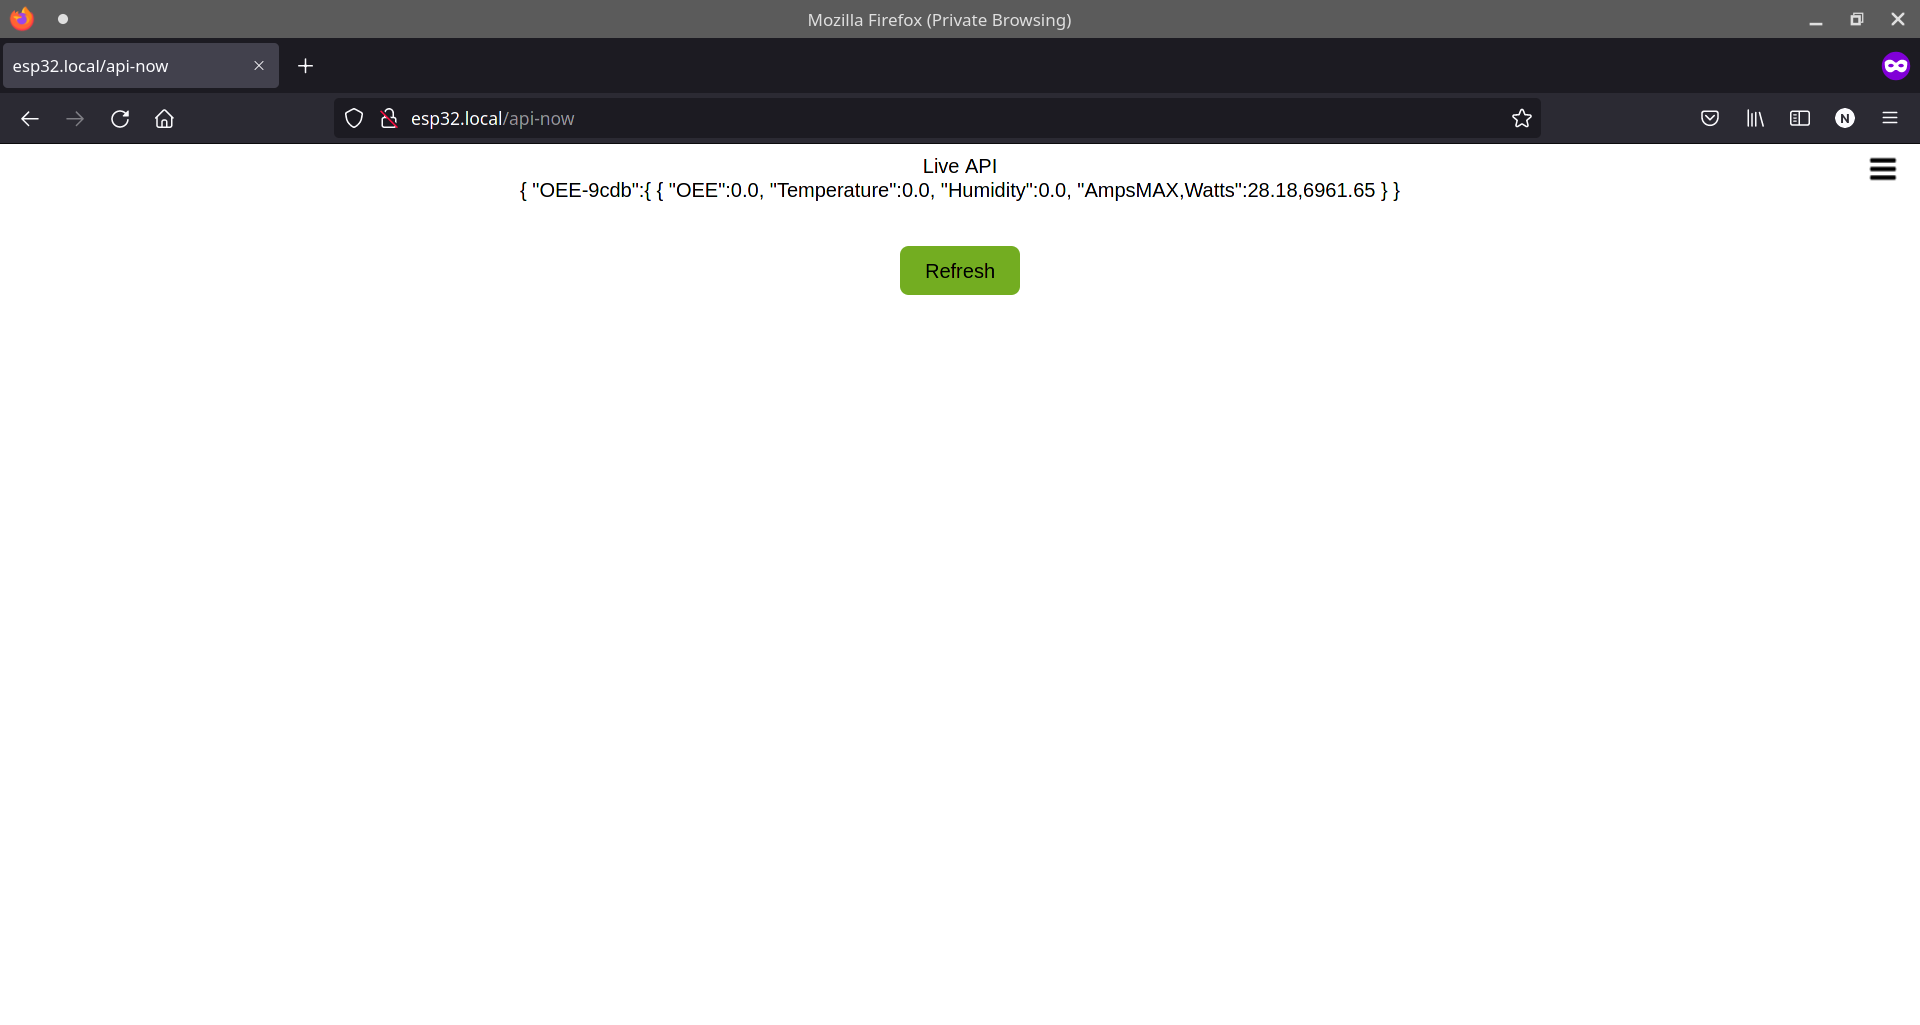 Mozilla Firefox (Private Browsing)
esp32.local/api-now
esp32.local/api-now
N
Live API
{ "OEE-9cdb":{ { "OEE":0.0, "Temperature":0.0, "Humidity":0.0, "AmpsMAX,Watts":28.18,6961.65 } }
Refresh